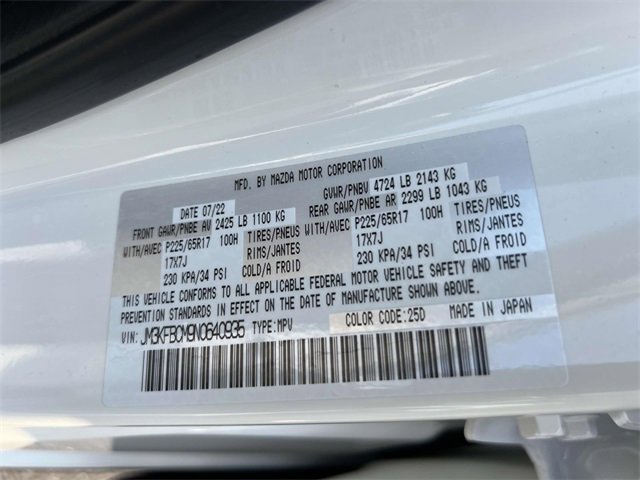 MFD. BY MAZDA MOTOR CORPORATION
DATE 07/22 GVWR/PNBV 4724 LB 2143 KG
FRONT GAWR/PNBE AV 2425 LB 1100 KG REAR GAWR/PNBE AR 2299 LB 1043 KG
WITH/AVEC P225/65R17 100H TIRES/PNEUS WITH/AVEC P225/65R17 100H TIRES/PNEUS
17X7J RIMS/JANTES 17X7J RIMS/JANTES
230 KPA/34 PSI COLD/A FROID 230 KPA/34 PSI COLD/A FROID
THIS VEHICLE CONFORMS TO ALL APPLICABLE FEDERAL MOTOR VEHICLE SAFETY AND THEFT
PREVENTION STANDARDS IN EFFECT ON THE DATE OF MANUFACTURE SHOWN ABOVE.
VIN: JM3KFBCM9N0640935 TYPE: MPV COLOR CODE: 25D MADE IN JAPAN